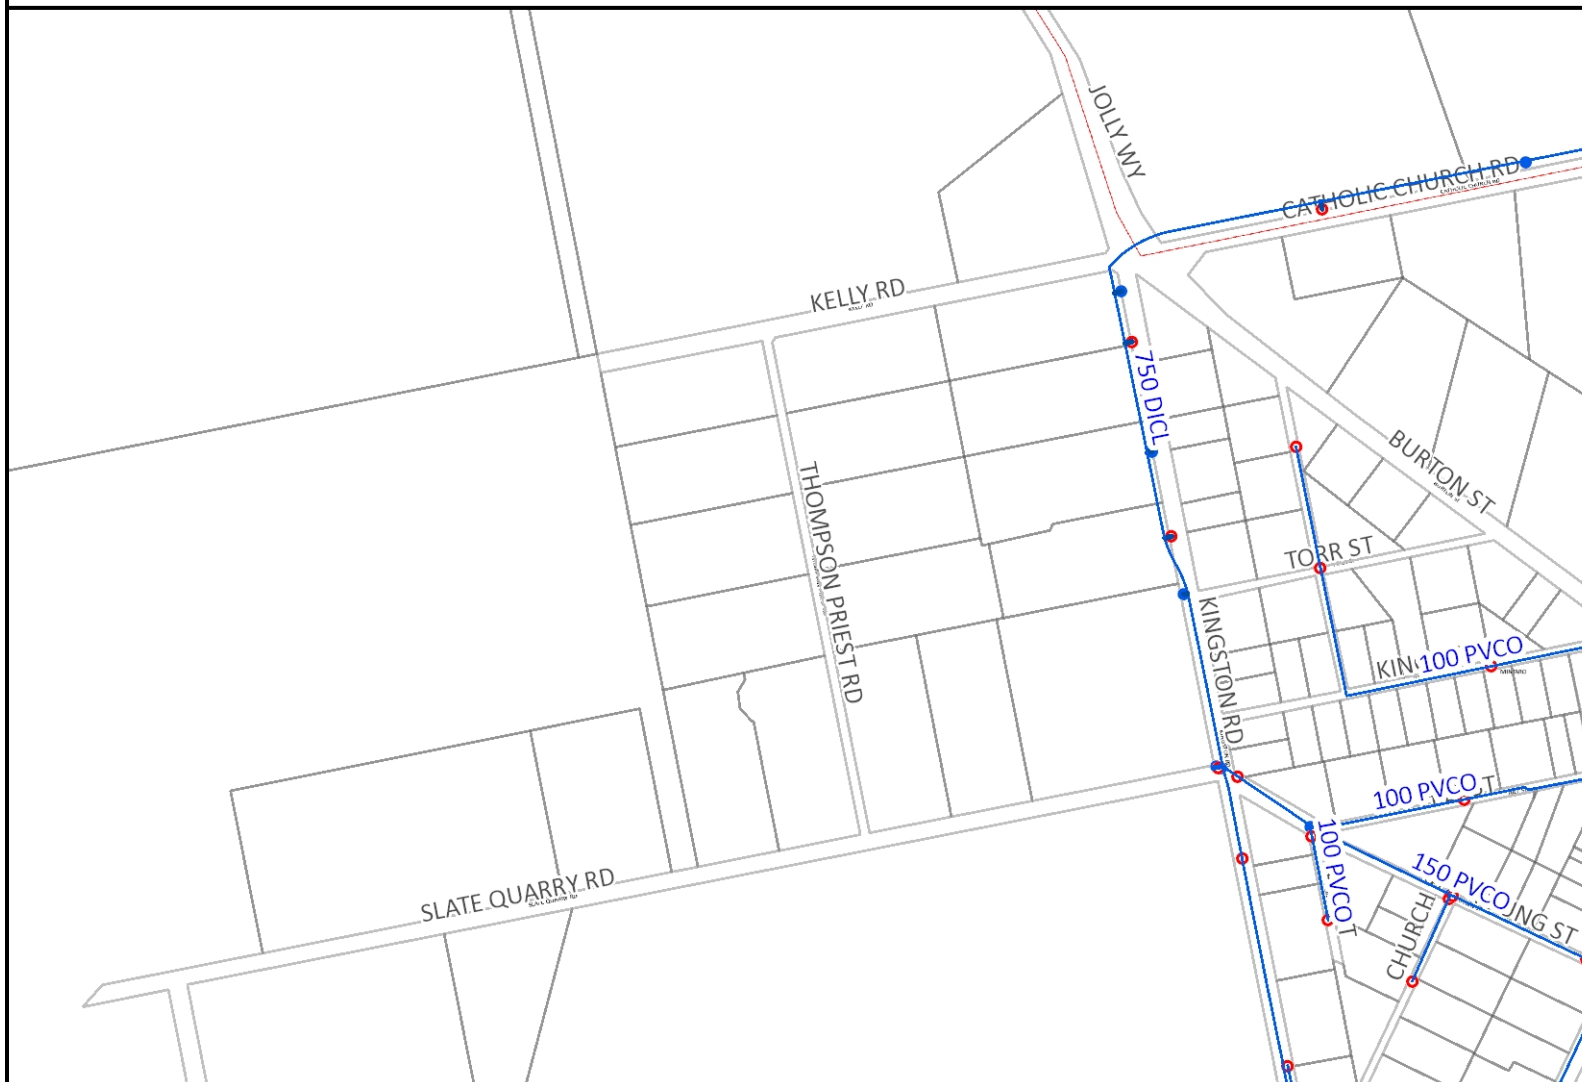 JOLLY WY
CATHOLIC CHURCH RD
KELLY RD
750 DICL
BURTON ST
THOMPSON PRIEST RD
TORR ST
KINGSTON RD
100 PVCO
100 PVCO
SLATE QUARRY RD
100 PVCO
150 PVCO
CHURCH